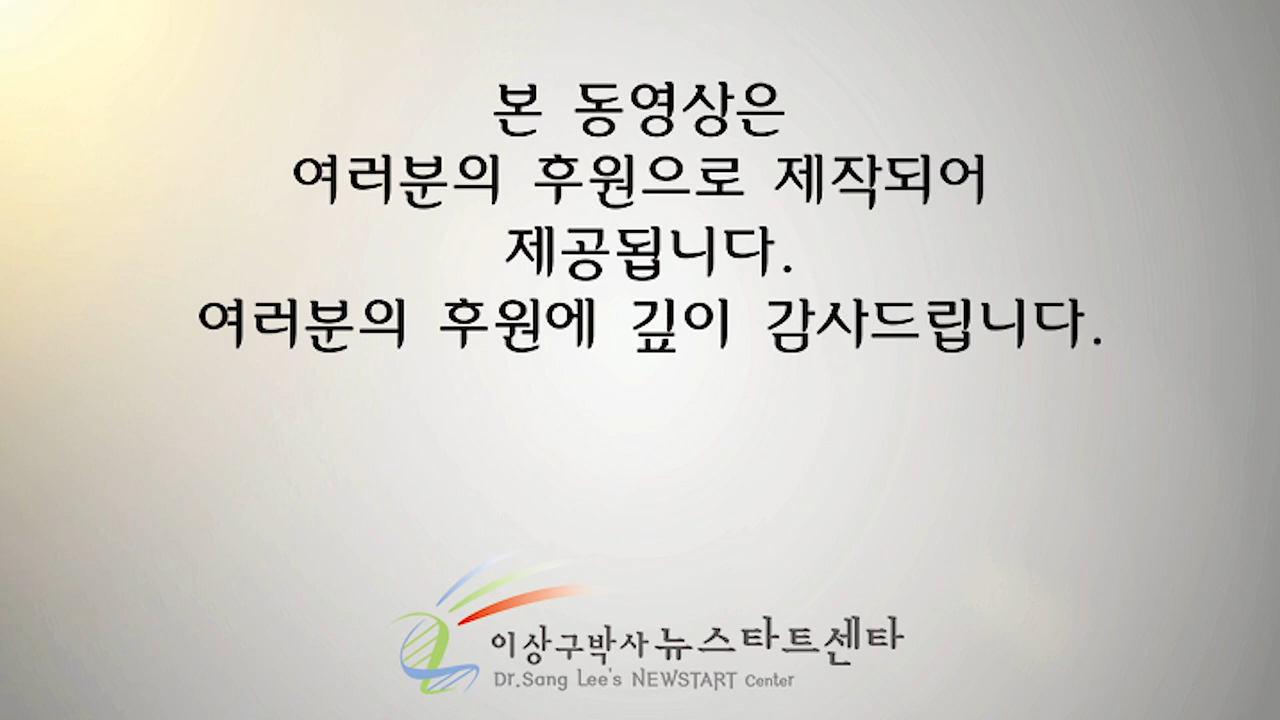 본 동영상은
여러분의 후원으로 제작되어
제공됩니다.
여러분의 후원에 깊이 감사드립니다.
이상구박사뉴스타트센타
Dr.Sang Lee's NEWSTART Center